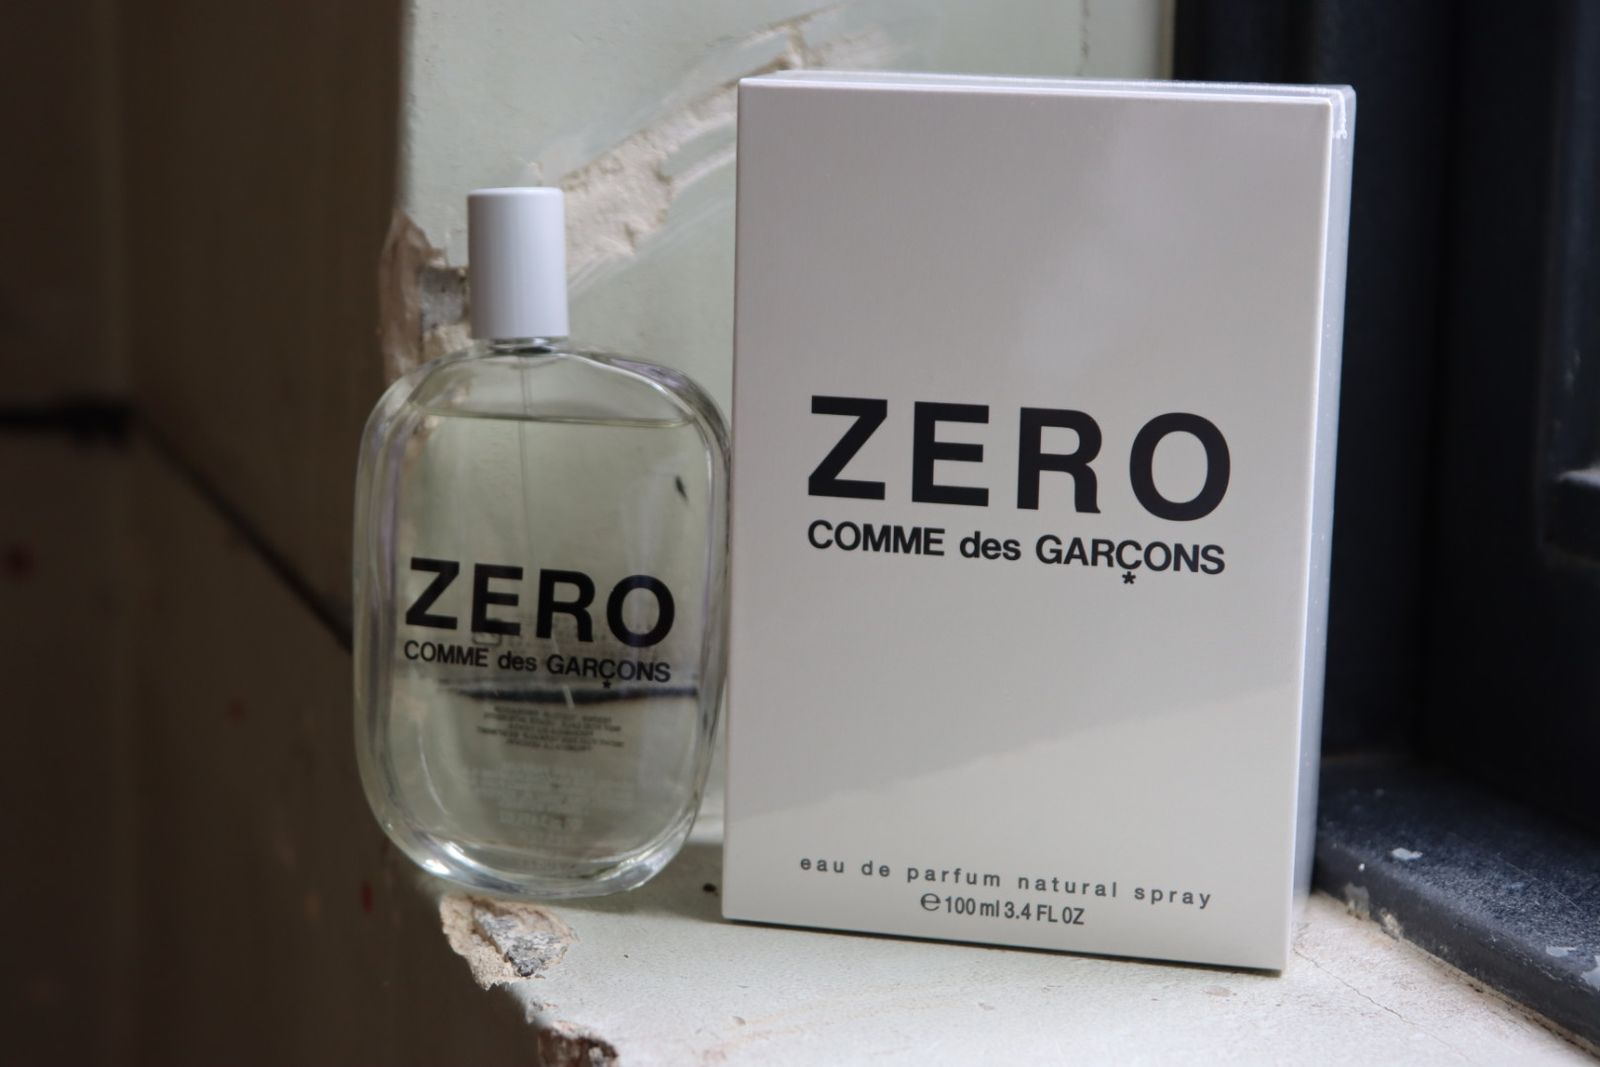 ZERO
COMME des GARÇONS
*
ZERO
COMME des GARÇONS
*
eau de parfum natural spray
℮100 ml 3.4 FL OZ